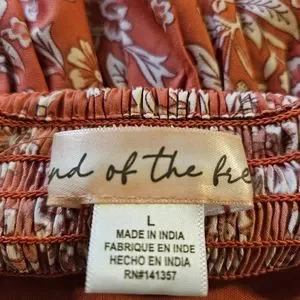 nd of the fre
L
MADE IN INDIA
FABRIQUE EN INDE
HECHO EN INDIA
RN#141357